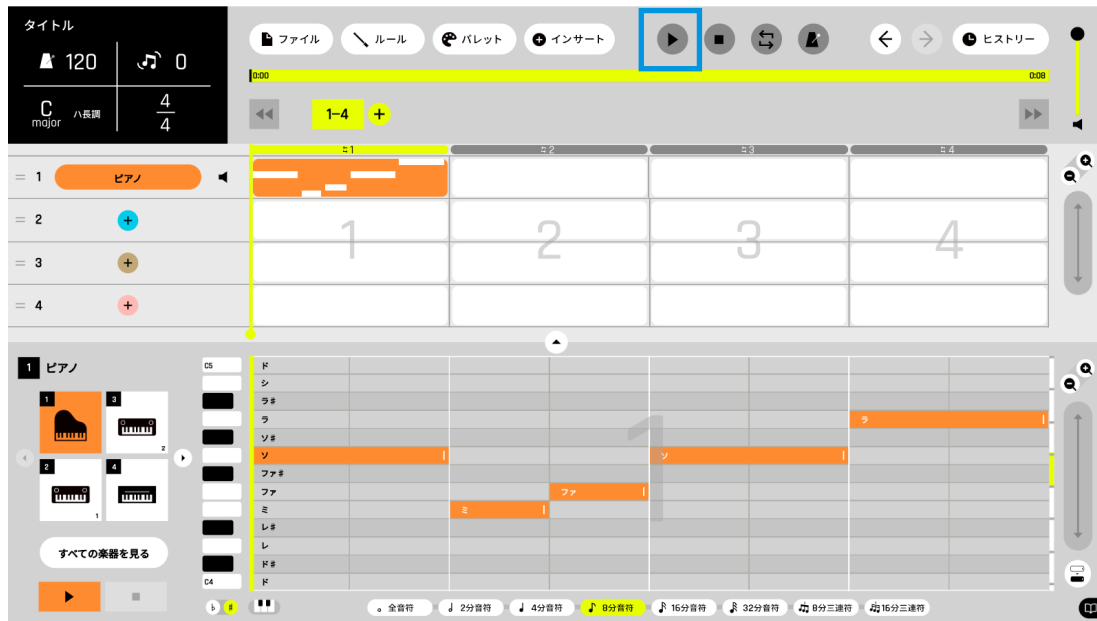 タイトル
120 0
C major ハ長調 4 4
ファイル ルール パレット インサート ヒストリー
0:00 0:08
1-4 +
1 2 3 4
1 ピアノ
2 +
3 +
4 +
1 2 3 4
1 ピアノ
1 3
2
2 4
1
すべての楽器を見る
C5 ド
シ
ラ#
ラ ラ
ソ#
ソ ソ
ファ#
ファ ファ
ミ ミ
レ#
レ
ド#
C4 ド
1
♭ #
全音符 2分音符 4分音符 8分音符 16分音符 32分音符 8分三連符 16分三連符